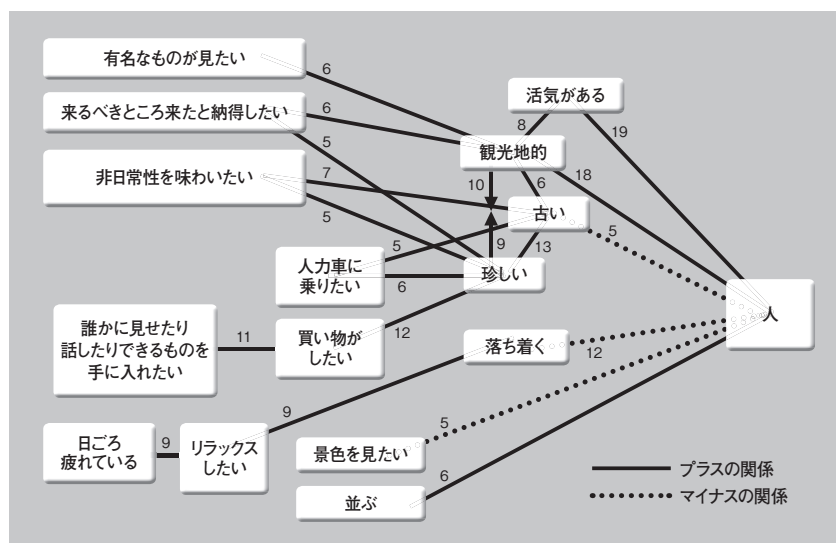 有名なものが見たい
6
来るべきところ来たと納得したい
6
5
非日常性を味わいたい
7
5
活気がある
8
19
観光地的
10
6
18
古い
5
9
13
人力車に
乗りたい
5
6
珍しい
人
誰かに見せたり
話したりできるものを
手に入れたい
11
買い物が
したい
12
落ち着く
12
日ごろ
疲れている
9
リラックス
したい
9
景色を見たい
5
並ぶ
6
プラスの関係
マイナスの関係